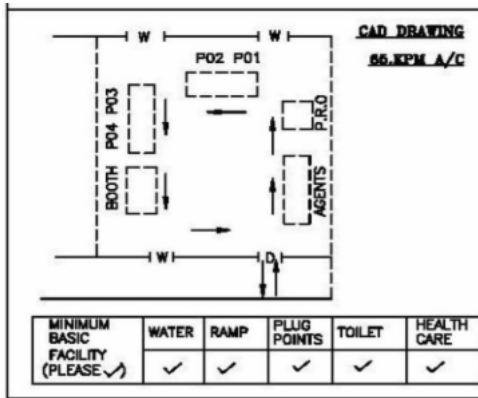 W
W
CAD DRAWING
65.KPM A/C
P02 P01
P04 P03
P.R.O
BOOTH
AGENTS
W
D
MINIMUM BASIC FACILITY (PLEASE ✓)
WATER
RAMP
PLUG POINTS
TOILET
HEALTH CARE
✓ ✓ ✓ ✓ ✓